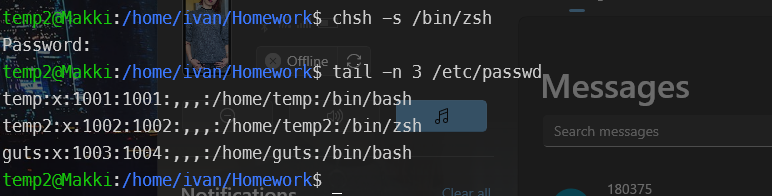 temp2@Makki:/home/ivan/Homework$ chsh -s /bin/zsh
Password:
Offline
temp2@Makki:/home/ivan/Homework$ tail -n 3 /etc/passwd
Messages
temp:x:1001:1001:,,,:/home/temp:/bin/bash
temp2:x:1002:1002:,,,:/home/temp2:/bin/zsh
Search messages
guts:x:1003:1004:,,,:/home/guts:/bin/bash
temp2@Makki:/home/ivan/Homework$
Notifications
Clear all
180375